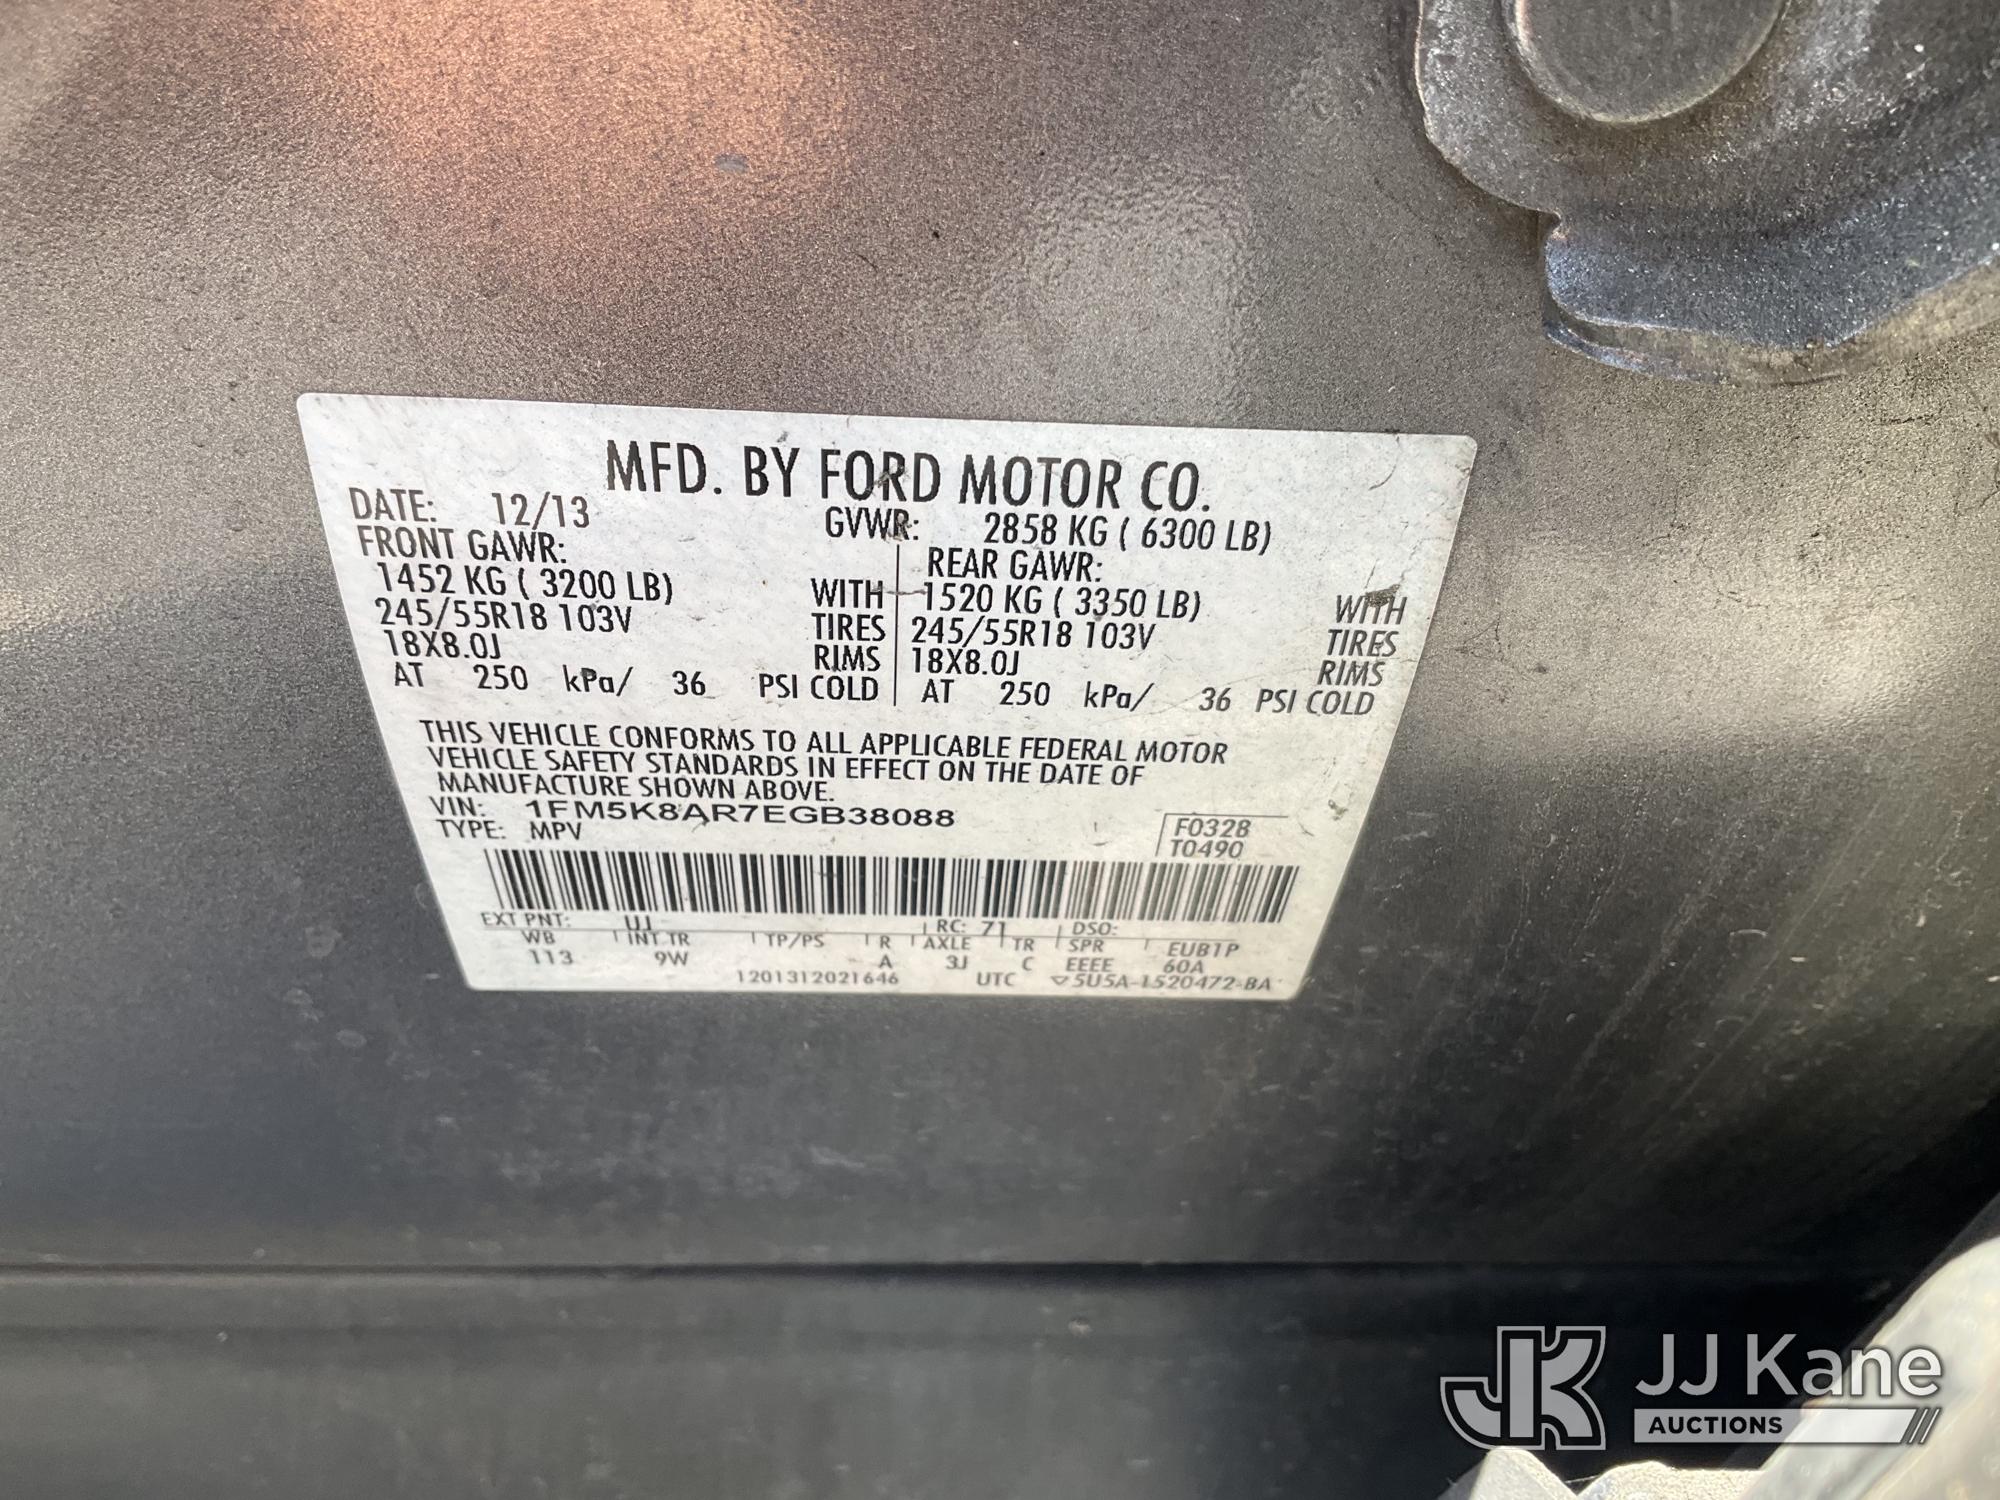 MFD. BY FORD MOTOR CO.
DATE: 12/13 GVWR: 2858 KG ( 6300 LB)
FRONT GAWR: REAR GAWR:
1452 KG ( 3200 LB) WITH 1520 KG ( 3350 LB) WITH
245/55R18 103V TIRES 245/55R18 103V TIRES
18X8.0J RIMS 18X8.0J RIMS
AT 250 kPa/ 36 PSI COLD AT 250 kPa/ 36 PSI COLD
THIS VEHICLE CONFORMS TO ALL APPLICABLE FEDERAL MOTOR
VEHICLE SAFETY STANDARDS IN EFFECT ON THE DATE OF
MANUFACTURE SHOWN ABOVE.
VIN: 1FM5K8AR7EGB38088
TYPE: MPV
F0328
T0490
EXT PNT: UJ RC: 71 DSO:
WB INT TR TP/PS R AXLE TR SPR EUB1P
113 9W A 3J C EEEE 60A
1201312021646 UTC ▽5U5A-1520472-BA
JK JJ Kane
AUCTIONS